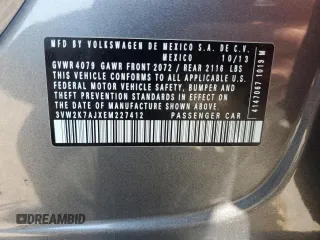 MFD. BY VOLKSWAGEN DE MEXICO S.A. DE C.V.
MEXICO 10/13
GVWR 4079 GAWR FRONT 2072 / REAR 2116 LBS
THIS VEHICLE CONFORMS TO ALL APPLICABLE U.S.
FEDERAL MOTOR VEHICLE SAFETY, BUMPER, AND
THEFT PREVENTION STANDARDS IN EFFECT ON THE
DATE OF MANUFACTURE SHOWN ABOVE
3VW2K7AJXEM227412 PASSENGER CAR
4147067 1019 M
DREAMBID